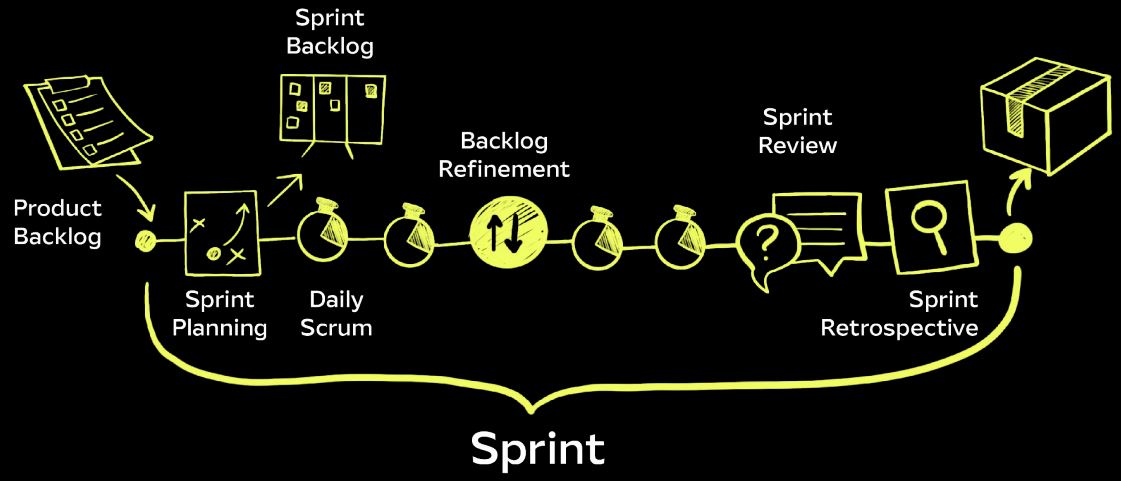 Sprint
Backlog
Backlog
Refinement
Sprint
Review
Product
Backlog
?
Sprint
Planning
Daily
Scrum
Sprint
Retrospective
Sprint